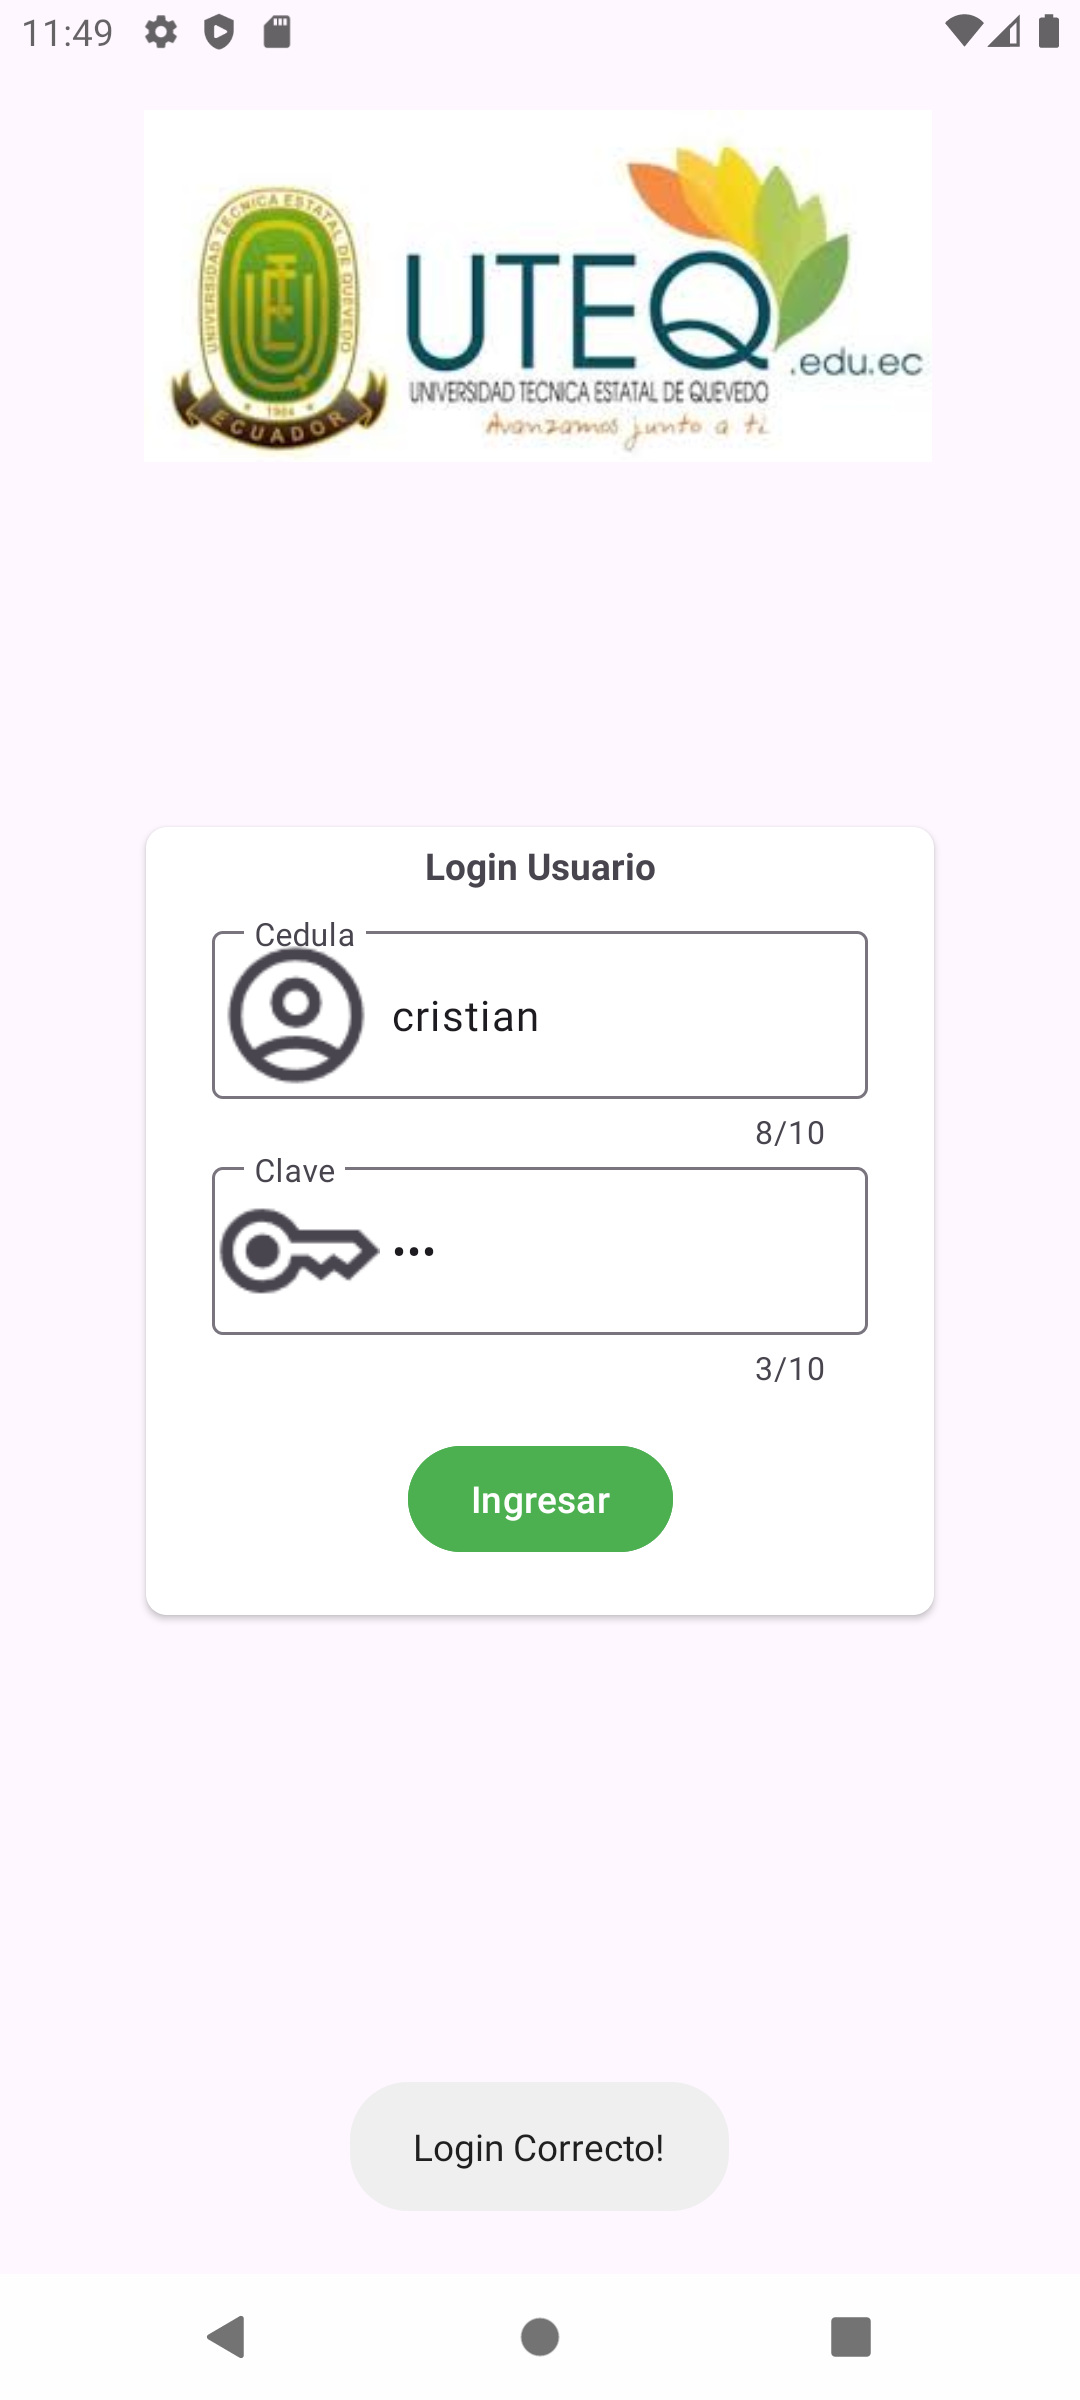 11:49
UNIVERSIDAD TECNICA ESTATAL DE QUEVEDO
1984
ECUADOR
UTEQ
.edu.ec
UNIVERSIDAD TECNICA ESTATAL DE QUEVEDO
Avanzamos junto a ti
Login Usuario
Cedula
cristian
8/10
Clave
•••
3/10
Ingresar
Login Correcto!